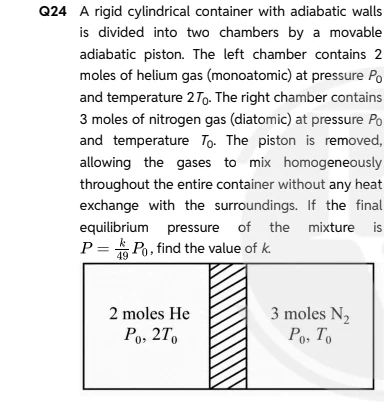 Q24 A rigid cylindrical container with adiabatic walls
is divided into two chambers by a movable
adiabatic piston. The left chamber contains 2
moles of helium gas (monoatomic) at pressure P₀
and temperature 2T₀. The right chamber contains
3 moles of nitrogen gas (diatomic) at pressure P₀
and temperature T₀. The piston is removed,
allowing the gases to mix homogeneously
throughout the entire container without any heat
exchange with the surroundings. If the final
equilibrium pressure of the mixture is
P = k/49 P₀, find the value of k.
2 moles He
P₀, 2T₀
3 moles N₂
P₀, T₀